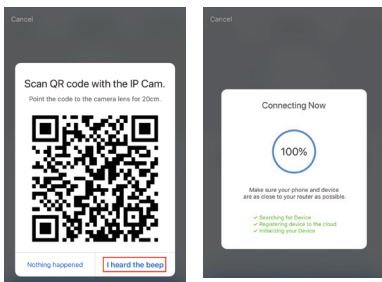 Cancel
Scan QR code with the IP Cam.
Point the code to the camera lens for 20cm.
Nothing happened
I heard the beep
Cancel
Connecting Now
100%
Make sure your phone and device
are as close to your router as possible.
✓ Searching for Device
✓ Registering device to the cloud
✓ Initializing your Device